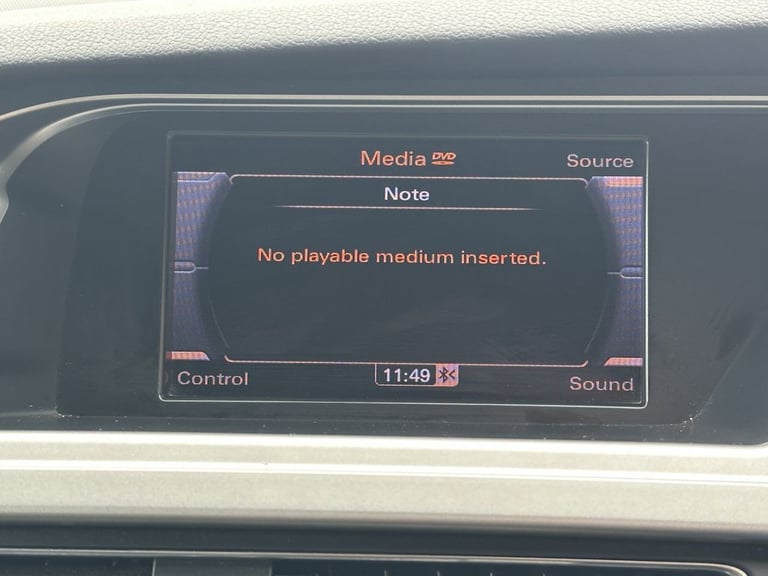 Media DVD
Source
Note
No playable medium inserted.
Control
11:49
Sound